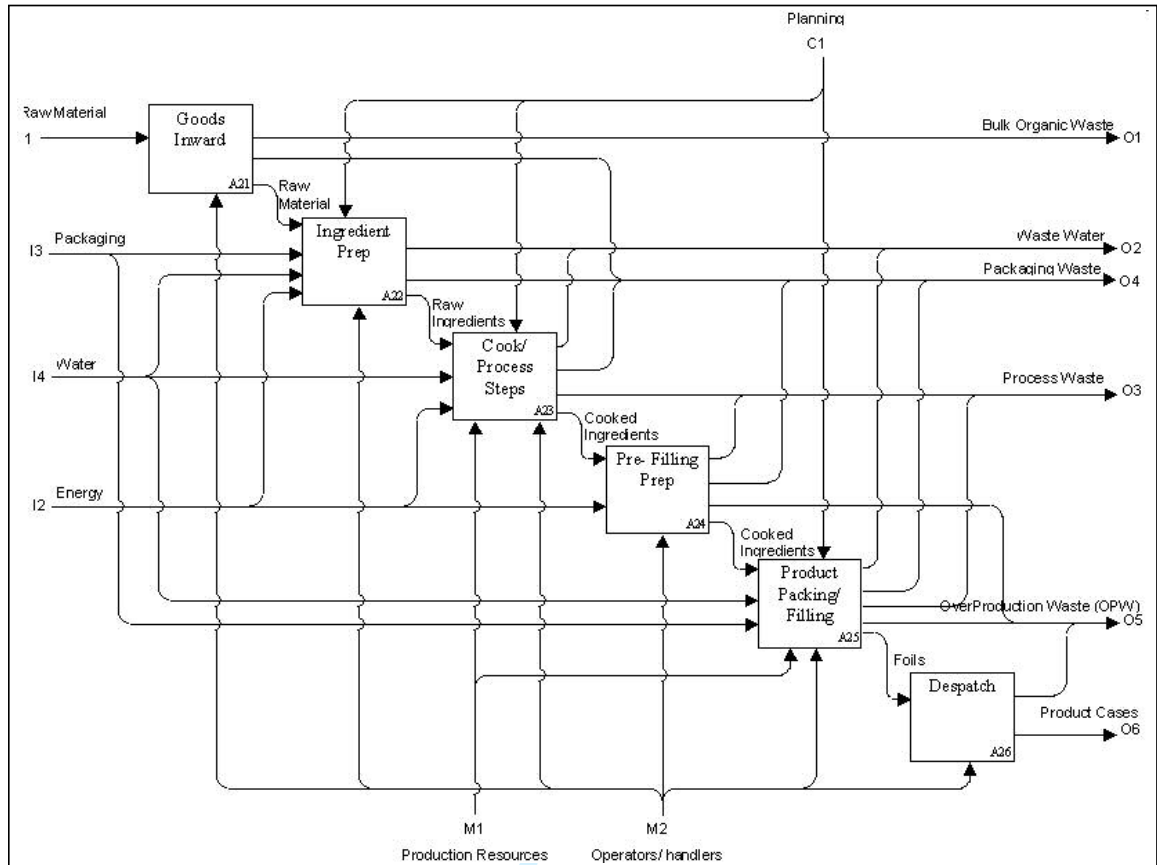 Planning
C1
Raw Material
1
Goods
Inward
A21
Bulk Organic Waste
O1
Raw
Material
I3
Packaging
Ingredient
Prep
A22
Waste Water
O2
Packaging Waste
O4
Raw
Ingredients
I4
Water
Cook/
Process
Steps
A23
Process Waste
O3
Cooked
Ingredients
Pre- Filling
Prep
A24
I2
Energy
Cooked
Ingredients
Product
Packing/
Filling
A25
OverProduction Waste (OPW)
O5
Foils
Despatch
A26
Product Cases
O6
M1
M2
Production Resources
Operators/ handlers